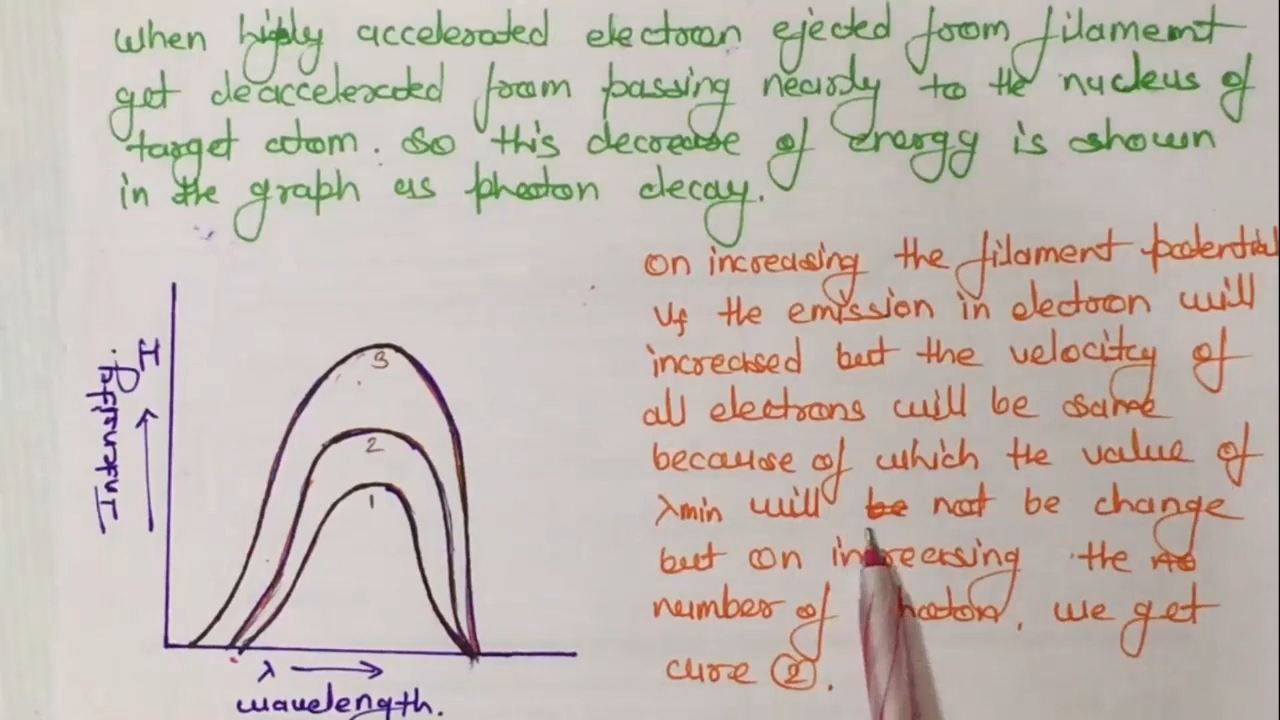 when highly accelerated electron ejected from filament
get deaccelerated from passing nearly to the nucleus of
target atom. so this decrease of energy is shown
in the graph as photon decay.
on increasing the filament potential
Vf the emission in electron will
increased but the velocity of
all electrons will be same
because of which the value of
λmin will be not be change
but on increasing the no
number of photon, we get
cure ②.
Intensity. I
3
2
1
λ
wavelength.